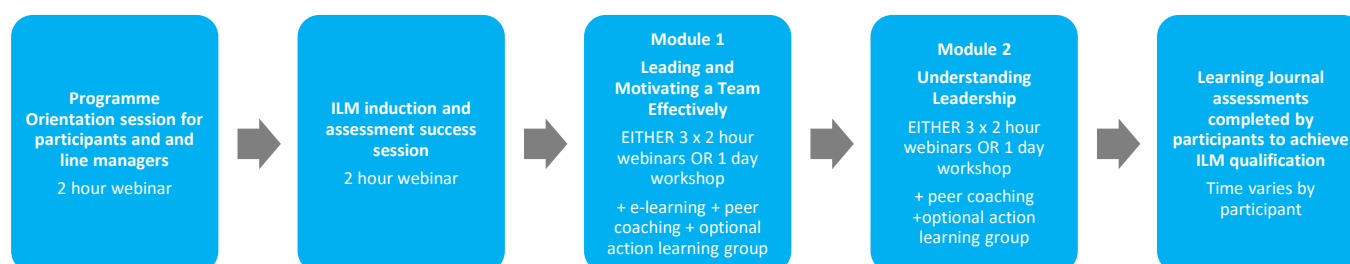 Programme
Orientation session for
participants and and
line managers
2 hour webinar
ILM induction and
assessment success
session
2 hour webinar
Module 1
Leading and
Motivating a Team
Effectively
EITHER 3 x 2 hour
webinars OR 1 day
workshop
+ e-learning + peer
coaching + optional
action learning group
Module 2
Understanding
Leadership
EITHER 3 x 2 hour
webinars OR 1 day
workshop
+ peer coaching
+optional action
learning group
Learning Journal
assessments
completed by
participants to achieve
ILM qualification
Time varies by
participant